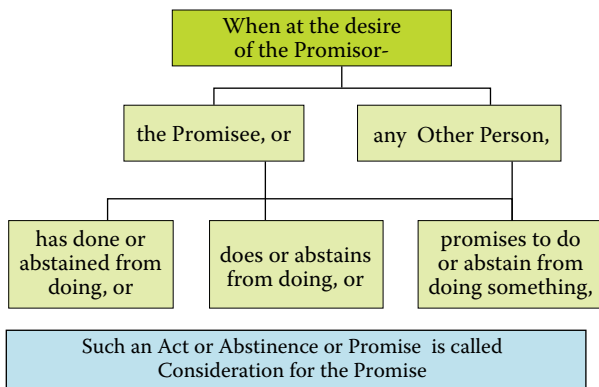 When at the desire
of the Promisor-
the Promisee, or
any Other Person,
has done or
abstained from
doing, or
does or abstains
from doing, or
promises to do
or abstain from
doing something,
Such an Act or Abstinence or Promise is called
Consideration for the Promise